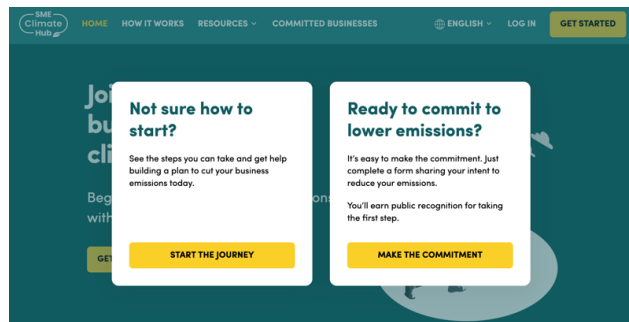 SME
Climate
Hub
HOME HOW IT WORKS RESOURCES COMMITTED BUSINESSES ENGLISH LOG IN GET STARTED
Not sure how to
start?
See the steps you can take and get help
building a plan to cut your business
emissions today.
START THE JOURNEY
Ready to commit to
lower emissions?
It's easy to make the commitment. Just
complete a form sharing your intent to
reduce your emissions.
You'll earn public recognition for taking
the first step.
MAKE THE COMMITMENT